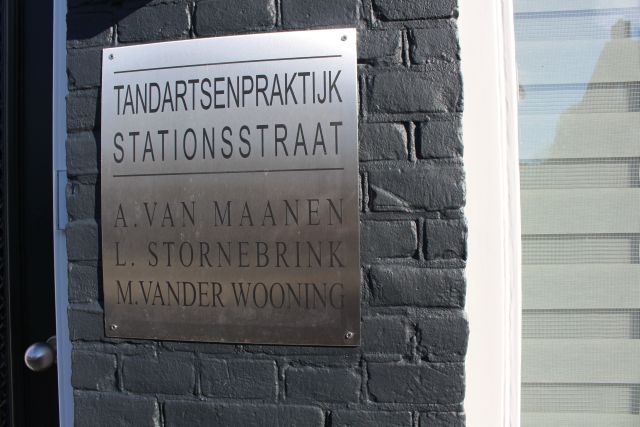 TANDARTSENPRAKTIJK
STATIONSSTRAAT
A. VAN MAANEN
L. STORNEBRINK
M. VANDER WOONING